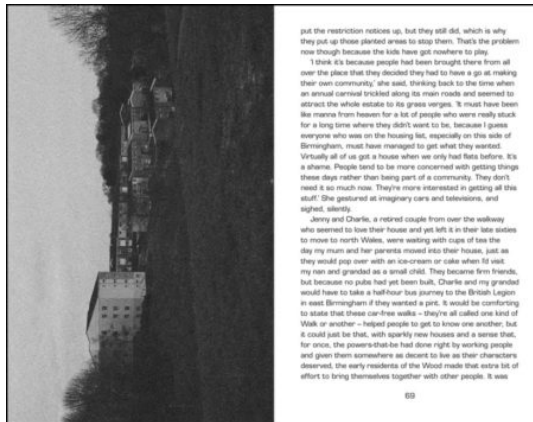 put the restriction notices up, but they still did, which is why
they put up those planted areas to stop them. That's the problem
now though because the kids have got nowhere to play.
'I think it's because people had been brought there from all
over the place that they decided they had to have a go at making
their own community,' she said, thinking back to the time when
an annual carnival trickled along its main roads and seemed to
attract the whole estate to its grass verges. 'It must have been
like manna from heaven for a lot of people who were really stuck
for a long time where they didn't want to be, because I guess
everyone who was on the housing list, especially on this side of
Birmingham, must have managed to get what they wanted.
Virtually all of us got a house when we only had flats before. It's
a shame. People tend to be more concerned with getting things
these days rather than being part of a community. They don't
need it so much now. They're more interested in getting all this
stuff.' She gestured at imaginary cars and televisions, and
sighed, silently.
Jenny and Charlie, a retired couple from over the walkway
who seemed to love their house and yet left it in their late sixties
to move to north Wales, were waiting with cups of tea the
day my mum and her parents moved into their house, just as
they would pop over with an ice-cream or cake when I'd visit
my nan and grandad as a small child. They became firm friends,
but because no pubs had yet been built, Charlie and my grandad
would have to take a half-hour bus journey to the British Legion
in east Birmingham if they wanted a pint. It would be comforting
to state that these car-free walks – they're all called one kind of
Walk or another – helped people to get to know one another, but
it could just be that, with sparkly new houses and a sense that,
for once, the powers-that-be had done right by working people
and given them somewhere as decent to live as their characters
deserved, the early residents of the Wood made that extra bit of
effort to bring themselves together with other people. It was
69